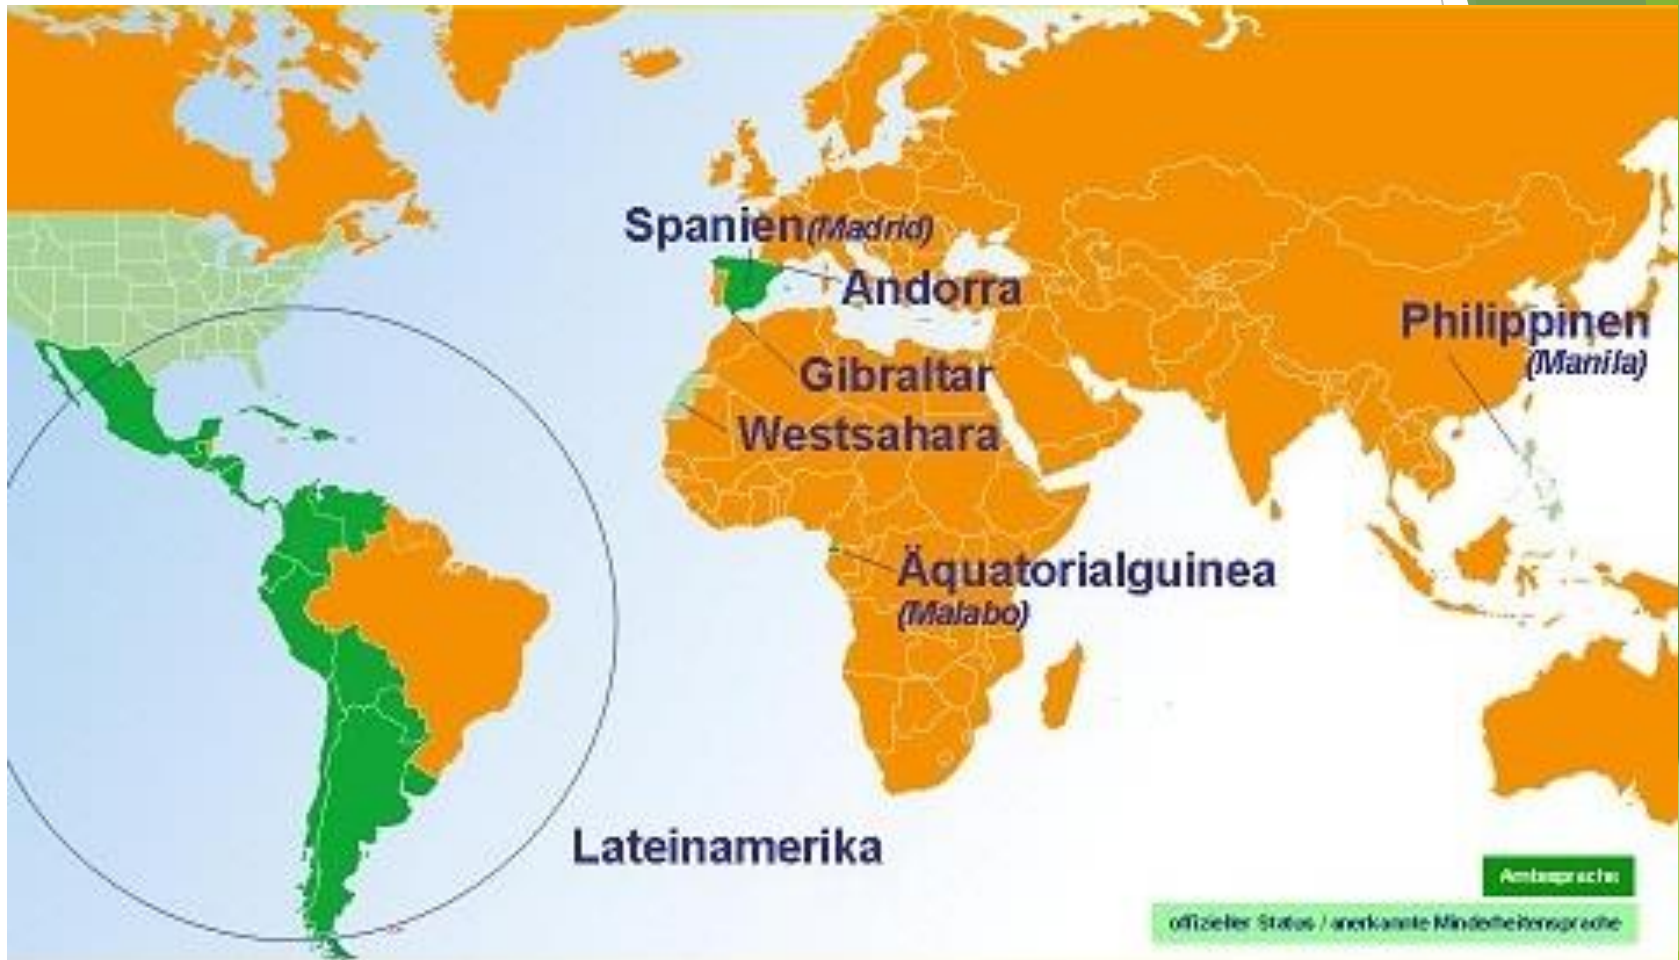 Spanien (Madrid)
Andorra
Philippinen
(Manila)
Gibraltar
Westsahara
Äquatorialguinea
(Malabo)
Lateinamerika
Amtssprache
offizieller Status / anerkannte Minderheitensprache